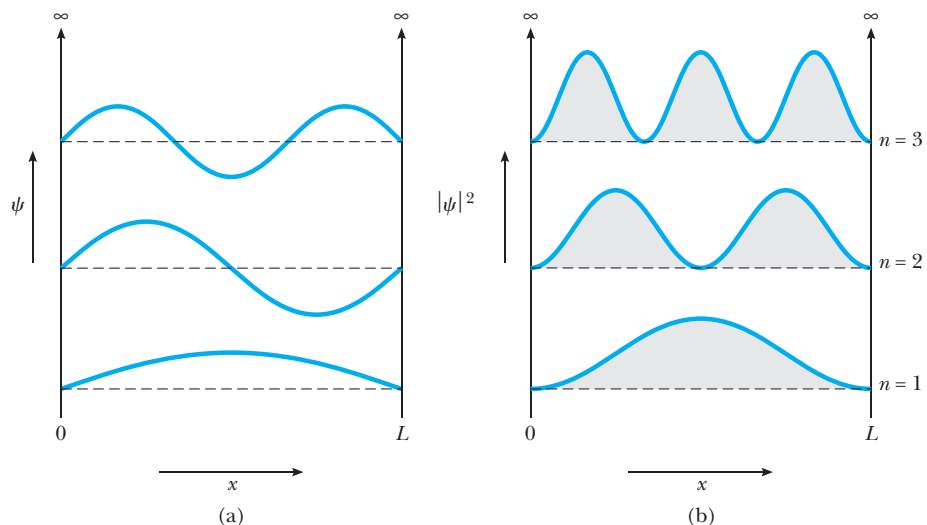 ∞ ∞ ∞ ∞
n = 3
ψ |ψ| 2
n = 2
n = 1
0 L 0 L
x x
(a) (b)